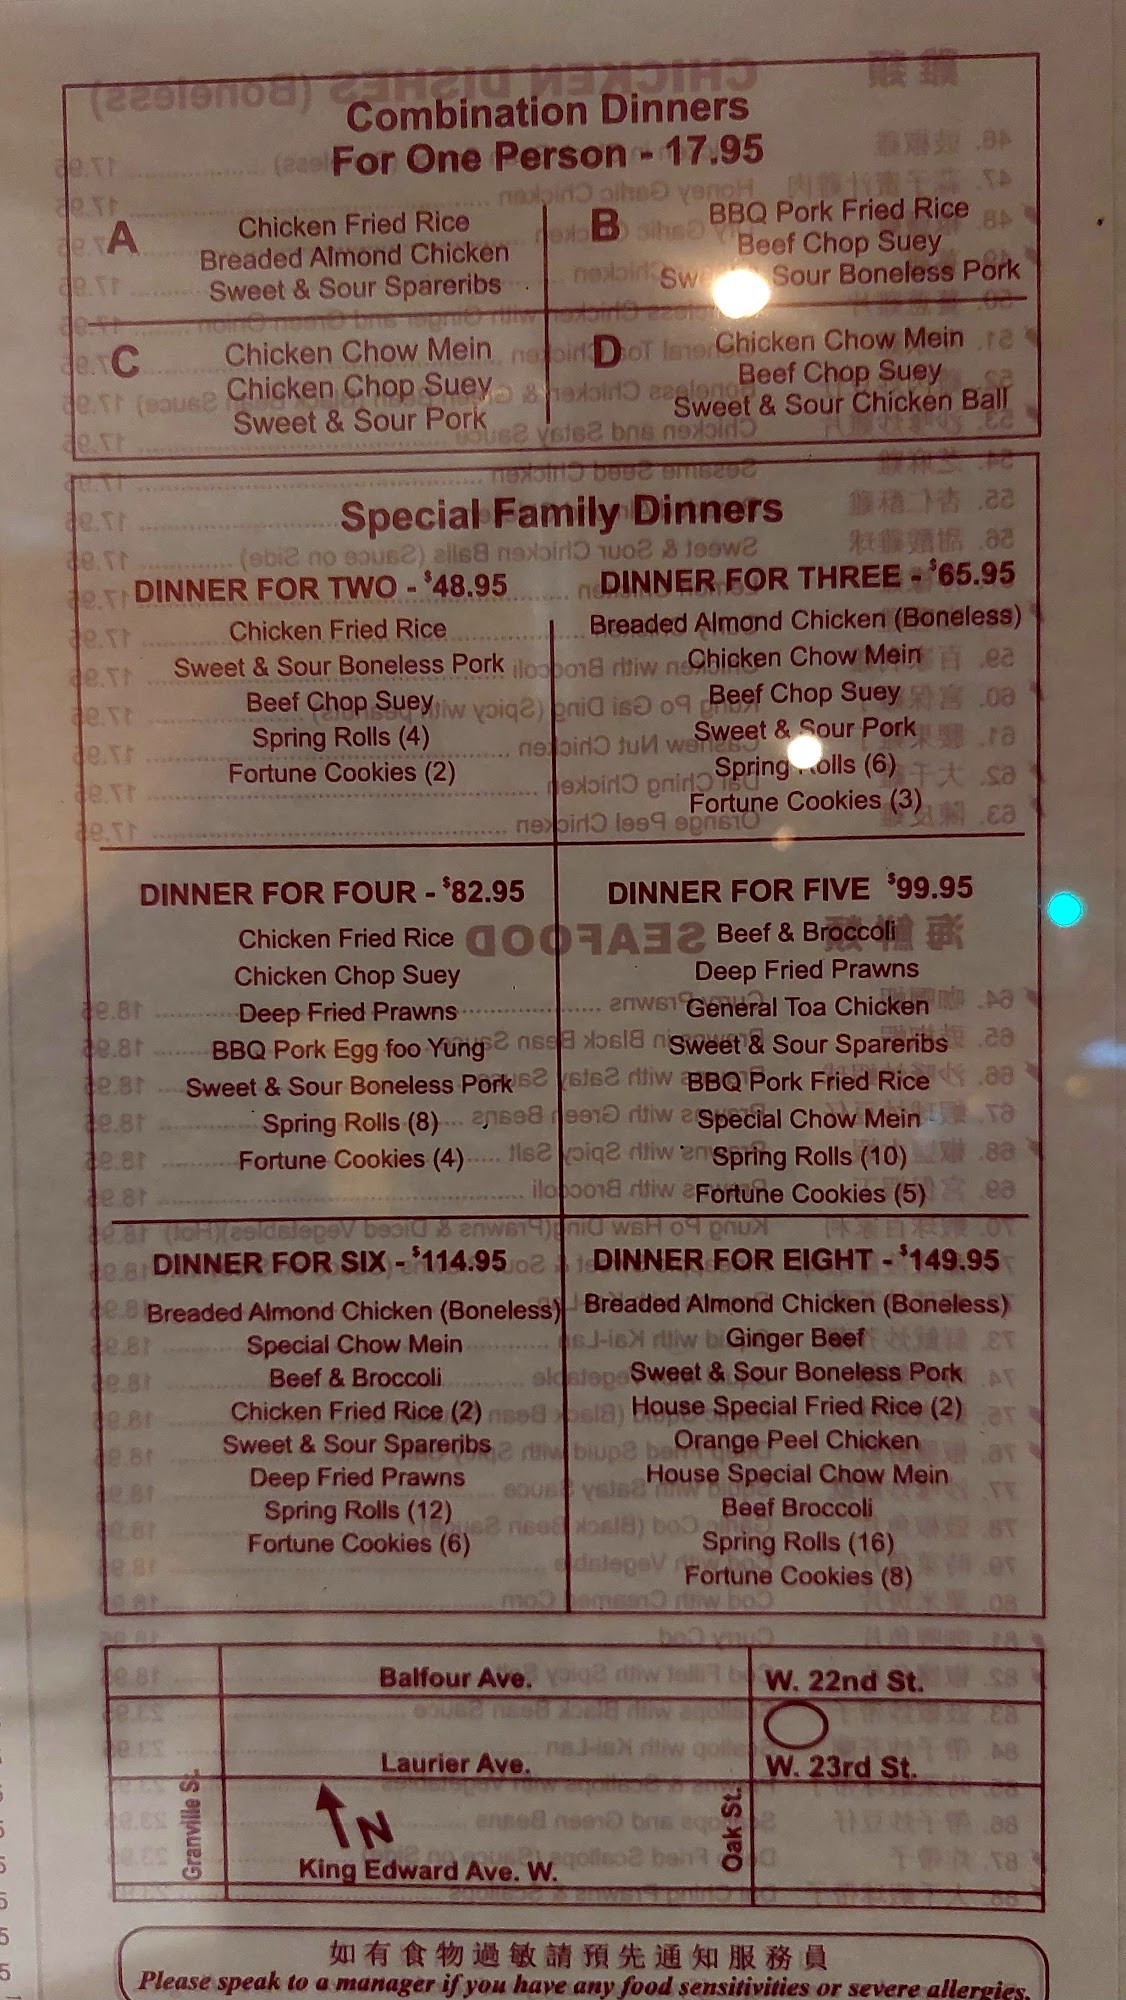 Combination Dinners
For One Person - 17.95
A
Chicken Fried Rice
Breaded Almond Chicken
Sweet & Sour Spareribs
B
BBQ Pork Fried Rice
Beef Chop Suey
Sour Boneless Pork
C
Chicken Chow Mein
Chicken Chop Suey
Sweet & Sour Pork
D
Chicken Chow Mein
Beef Chop Suey
Sweet & Sour Chicken Ball
Special Family Dinners
DINNER FOR TWO - $48.95
Chicken Fried Rice
Sweet & Sour Boneless Pork
Beef Chop Suey
Spring Rolls (4)
Fortune Cookies (2)
DINNER FOR THREE - $65.95
Breaded Almond Chicken (Boneless)
Chicken Chow Mein
Beef Chop Suey
Sweet & Sour Pork
Spring Rolls (6)
Fortune Cookies (3)
DINNER FOR FOUR - $82.95
Chicken Fried Rice
Chicken Chop Suey
Deep Fried Prawns
BBQ Pork Egg foo Yung
Sweet & Sour Boneless Pork
Spring Rolls (8)
Fortune Cookies (4)
DINNER FOR FIVE $99.95
Beef & Broccoli
Deep Fried Prawns
General Toa Chicken
Sweet & Sour Spareribs
BBQ Pork Fried Rice
Special Chow Mein
Spring Rolls (10)
Fortune Cookies (5)
DINNER FOR SIX - $114.95
Breaded Almond Chicken (Boneless)
Special Chow Mein
Beef & Broccoli
Chicken Fried Rice (2)
Sweet & Sour Spareribs
Deep Fried Prawns
Spring Rolls (12)
Fortune Cookies (6)
DINNER FOR EIGHT - $149.95
Breaded Almond Chicken (Boneless)
Ginger Beef
Sweet & Sour Boneless Pork
House Special Fried Rice (2)
Orange Peel Chicken
House Special Chow Mein
Beef Broccoli
Spring Rolls (16)
Fortune Cookies (8)
Balfour Ave.
W. 22nd St.
Laurier Ave.
W. 23rd St.
Granville St.
N
Oak St.
King Edward Ave. W.
如有食物過敏請預先通知服務員
Please speak to a manager if you have any food sensitivities or severe allergies.